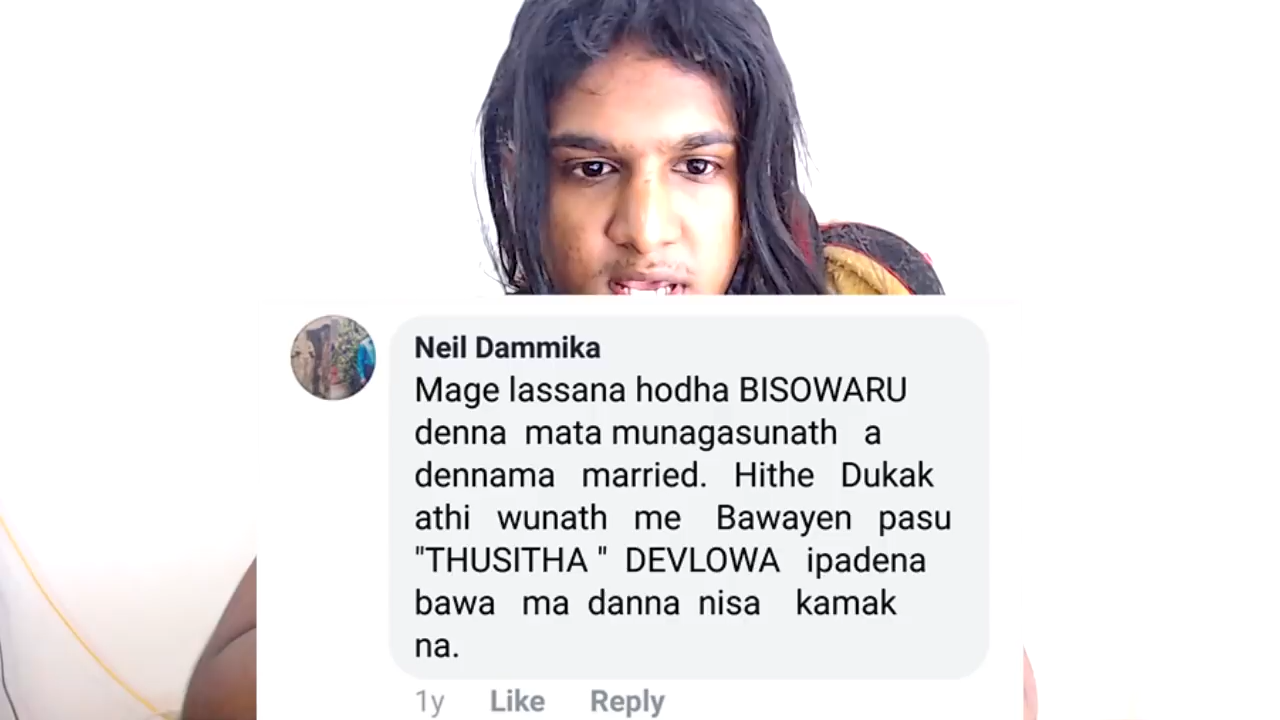 Neil Dammika
Mage lassana hodha BISOWARU
denna mata munagasunath a
dennama married. Hithe Dukak
athi wunath me Bawayen pasu
"THUSITHA " DEVLOWA ipadena
bawa ma danna nisa kamak
na.
1y Like Reply